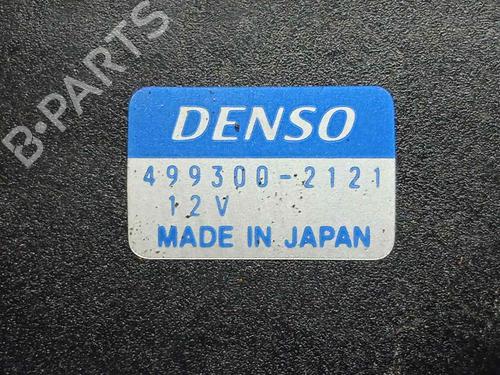 B-PARTS
DENSO
499300-2121
12V
MADE IN JAPAN